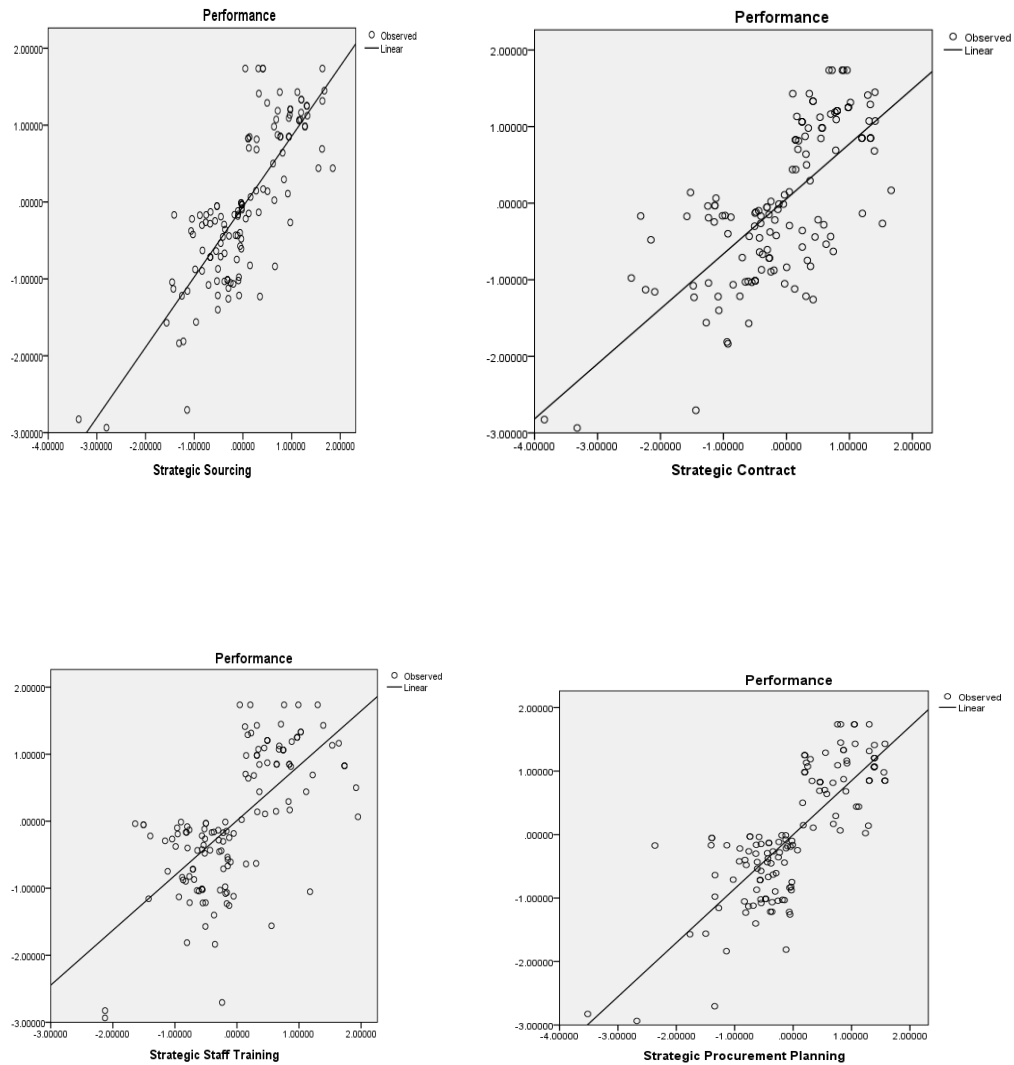 Performance
Observed
Linear
2.00000
1.00000
.00000
-1.00000
-2.00000
-3.00000
-4.00000 -3.00000 -2.00000 -1.00000 .00000 1.00000 2.00000
Strategic Sourcing
Performance
Observed
Linear
2.00000
1.00000
.00000
-1.00000
-2.00000
-3.00000
-4.00000 -3.00000 -2.00000 -1.00000 .00000 1.00000 2.00000
Strategic Contract
Performance
Observed
Linear
2.00000
1.00000
.00000
-1.00000
-2.00000
-3.00000
-3.00000 -2.00000 -1.00000 .00000 1.00000 2.00000
Strategic Staff Training
Performance
Observed
Linear
2.00000
1.00000
.00000
-1.00000
-2.00000
-3.00000
-4.00000 -3.00000 -2.00000 -1.00000 .00000 1.00000 2.00000
Strategic Procurement Planning